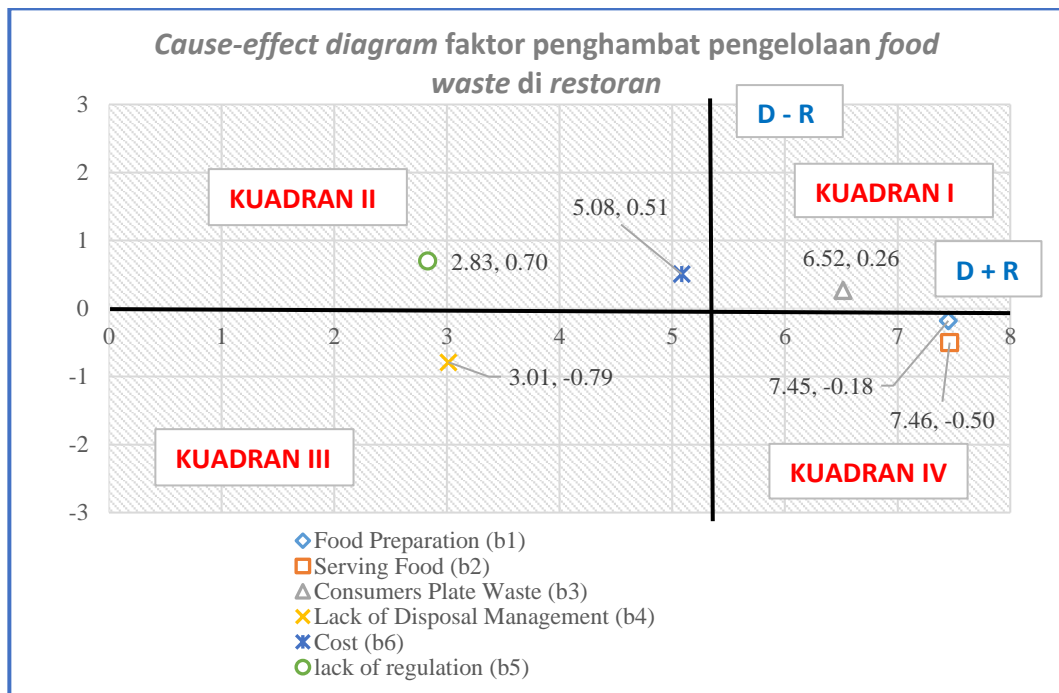 Cause-effect diagram faktor penghambat pengelolaan food
waste di restoran
3
D - R
2
KUADRAN II
KUADRAN I
5.08, 0.51
1
2.83, 0.70
6.52, 0.26
D + R
0
0 1 2 3 4 5 6 7 8
-1
3.01, -0.79
7.45, -0.18
7.46, -0.50
-2
KUADRAN III
KUADRAN IV
-3
Food Preparation (b1)
Serving Food (b2)
Consumers Plate Waste (b3)
Lack of Disposal Management (b4)
Cost (b6)
lack of regulation (b5)